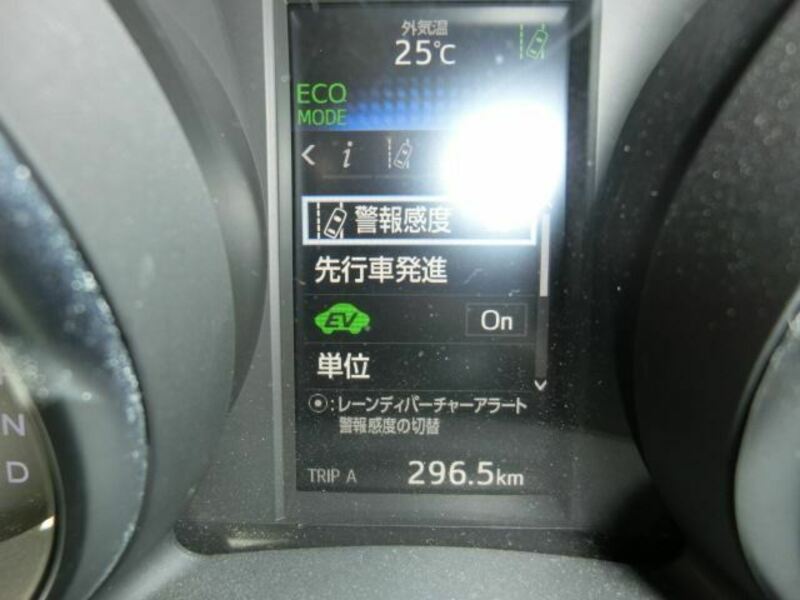 外気温
25℃
ECO
MODE
i
警報感度
先行車発進
EV
On
単位
:レーンディパーチャーアラート
警報感度の切替
TRIP A 296.5km
N
D